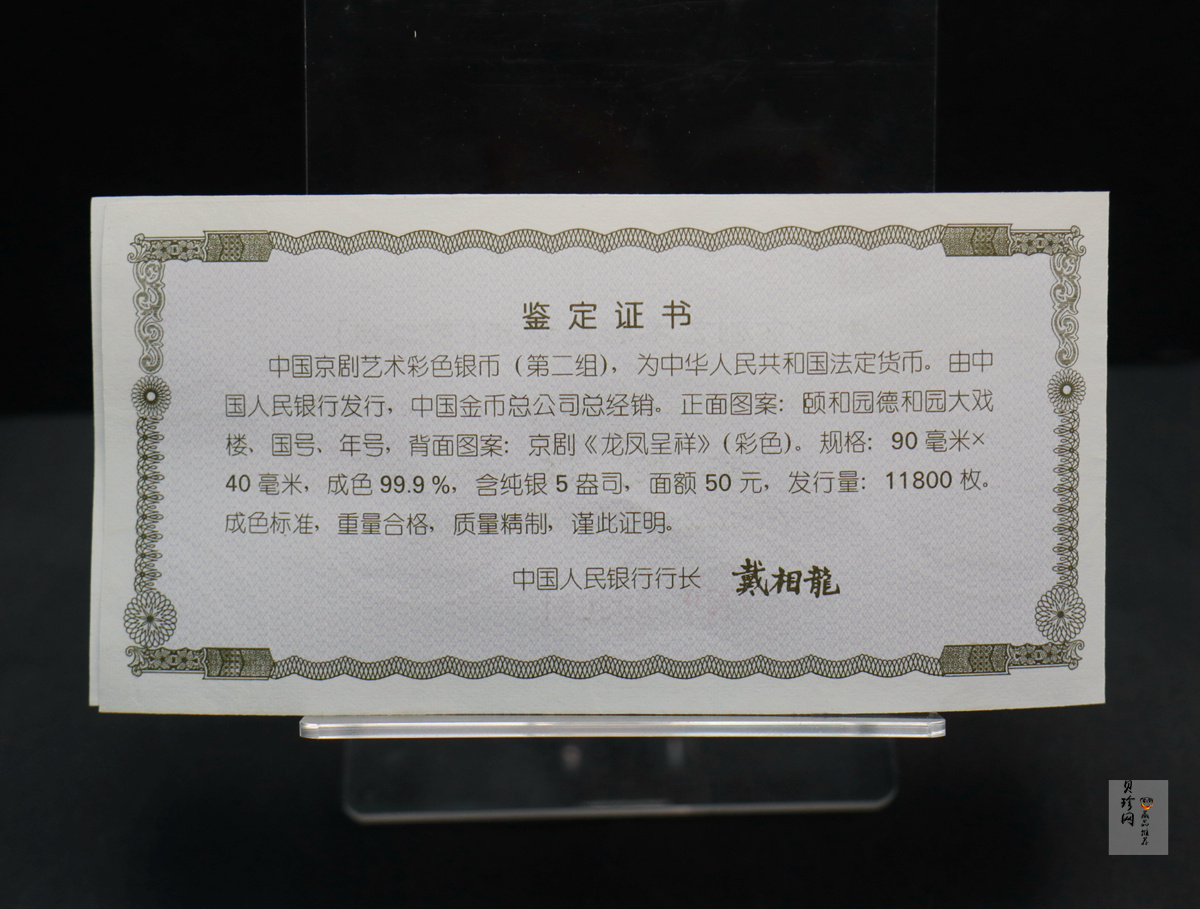 鉴定证书
中国京剧艺术彩色银币（第二组），为中华人民共和国法定货币。由中
国人民银行发行，中国金币总公司总经销。正面图案：颐和园德和园大戏
楼、国号、年号，背面图案：京剧《龙凤呈祥》（彩色）。规格：90毫米×
40毫米，成色99.9%，含纯银5盎司，面额50元，发行量：11800枚。
成色标准，重量合格，质量精制，谨此证明。
中国人民银行行长 戴相龍
贝珍网
藏品推荐